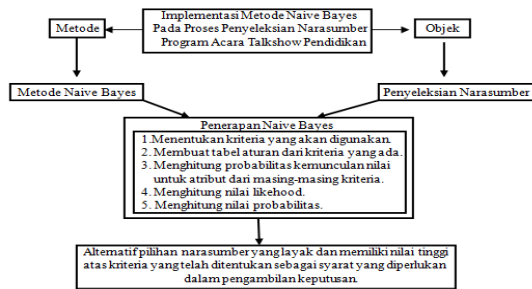 Implementasi Metode Naive Bayes
Pada Proses Penyeleksian Narasumber
Program Acara Talkshow Pendidikan
Metode
Objek
Metode Naive Bayes
Penyeleksian Narasumber
Penerapan Naive Bayes
1. Menentukan kriteria yang akan digunakan.
2. Membuat tabel aturan dari kriteria yang ada.
3. Menghitung probabilitas kemunculan nilai
untuk atribut dari masing-masing kriteria.
4. Menghitung nilai likehood.
5. Menghitung nilai probabilitas.
Alternatif pilihan narasumber yang layak dan memiliki nilai tinggi
atas kriteria yang telah ditentukan sebagai syarat yang diperlukan
dalam pengambilan keputusan.